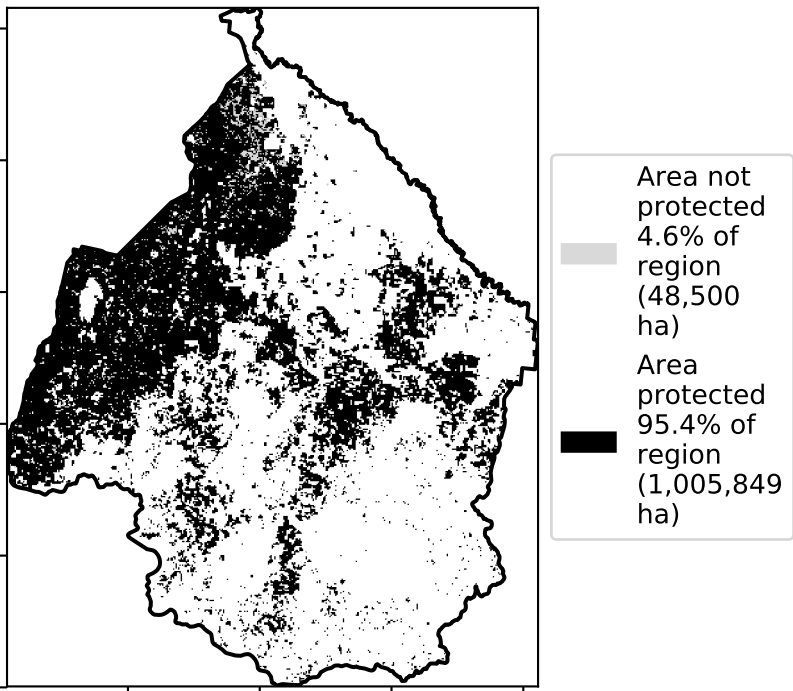 Area not
protected
4.6% of
region
(48,500
ha)
Area
protected
95.4% of
region
(1,005,849
ha)